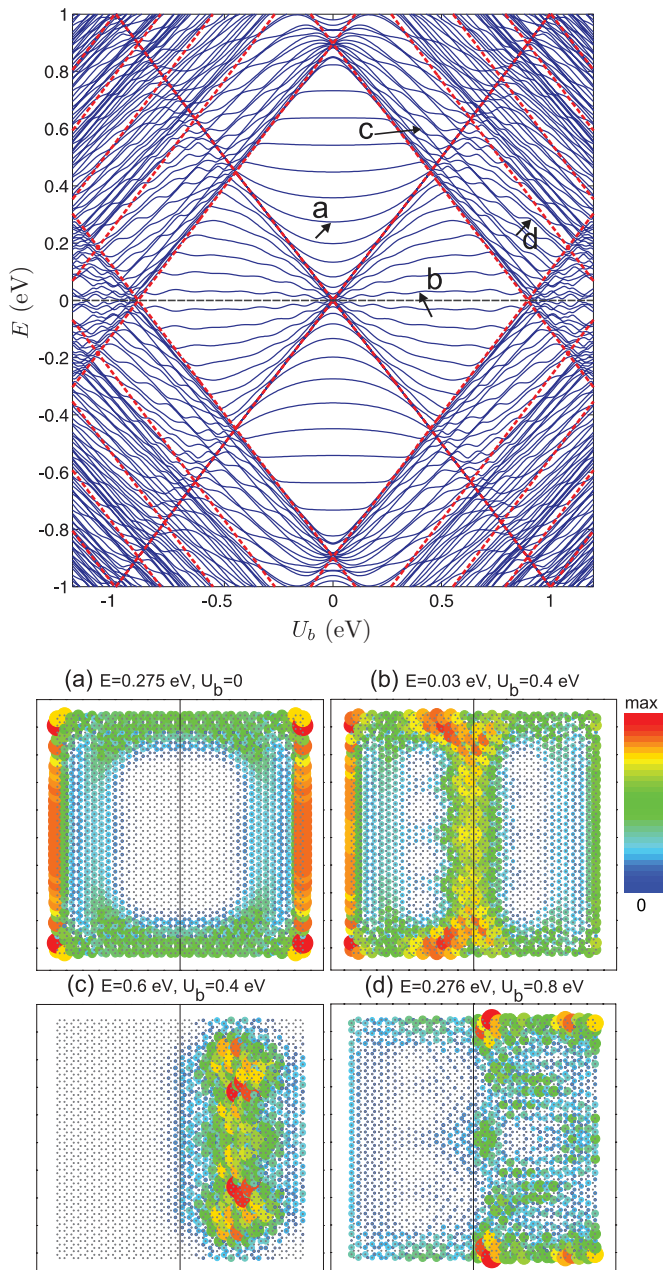 1
0.8
0.6
0.4
0.2
0
-0.2
-0.4
-0.6
-0.8
-1
E (eV)
a
b
c
d
-1
-0.5
0
0.5
1
U_b (eV)
(a) E=0.275 eV, U_b=0
(b) E=0.03 eV, U_b=0.4 eV
max
0
(c) E=0.6 eV, U_b=0.4 eV
(d) E=0.276 eV, U_b=0.8 eV